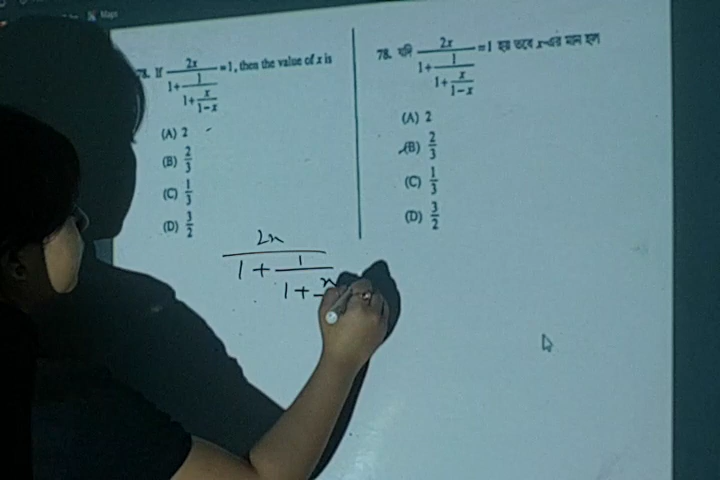 Maps
78. If 2x/(1+1/(1+x/(1-x))) =1, then the value of x is
(A) 2
(B) 2/3
(C) 1/3
(D) 3/2
78. যদি 2x/(1+1/(1+x/(1-x))) =1 হয় তবে x-এর মান হল
(A) 2
(B) 2/3
(C) 1/3
(D) 3/2
2x
1 + 1
1 + x